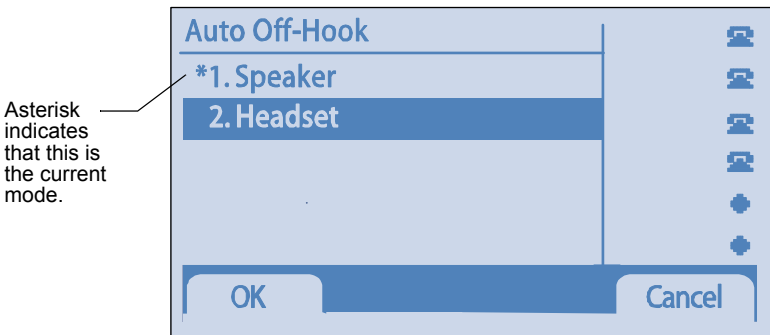 Auto Off-Hook
*1. Speaker
2. Headset
Asterisk
indicates
that this is
the current
mode.
OK
Cancel